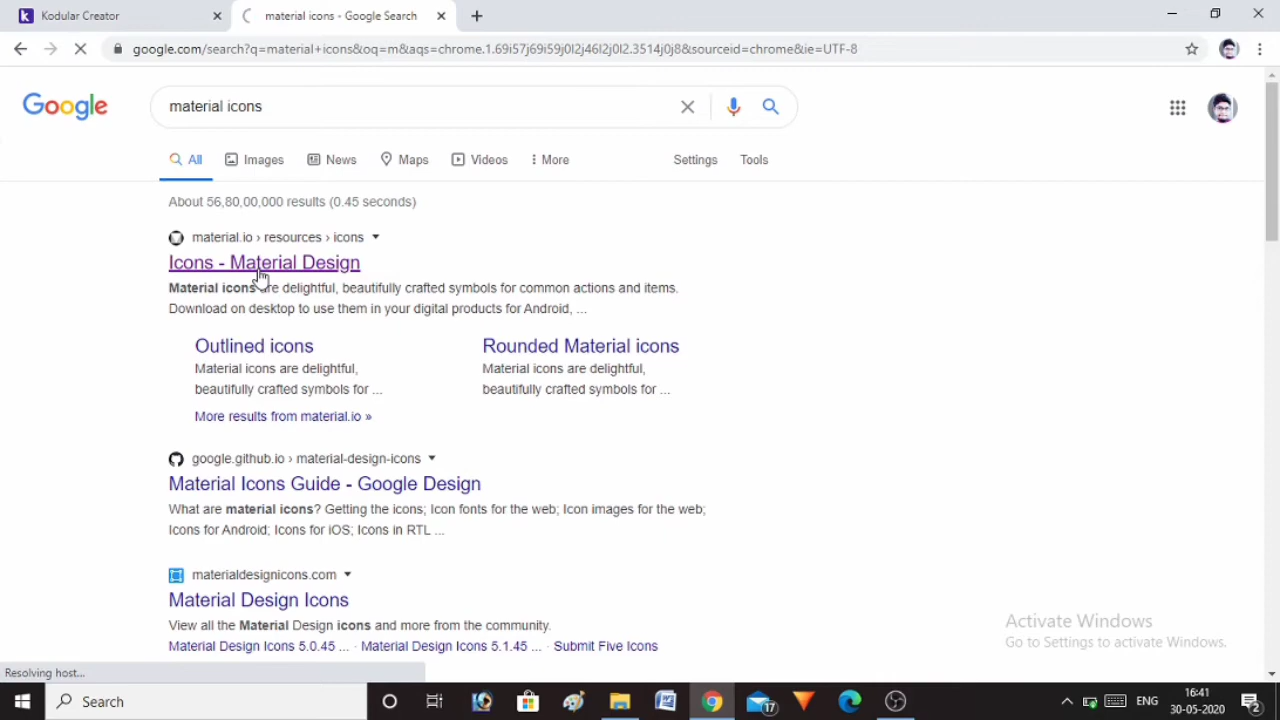 Kodular Creator
material icons - Google Search
google.com/search?q=material+icons&oq=m&aqs=chrome.1.69i57j69i59j0l2j46l2j0l2.3514j0j8&sourceid=chrome&ie=UTF-8
Google
material icons
All
Images
News
Maps
Videos
More
Settings
Tools
About 56,80,00,000 results (0.45 seconds)
material.io › resources › icons
Icons - Material Design
Material icons are delightful, beautifully crafted symbols for common actions and items.
Download on desktop to use them in your digital products for Android, ...
Outlined icons
Material icons are delightful,
beautifully crafted symbols for ...
Rounded Material icons
Material icons are delightful,
beautifully crafted symbols for ...
More results from material.io »
google.github.io › material-design-icons
Material Icons Guide - Google Design
What are material icons? Getting the icons; Icon fonts for the web; Icon images for the web;
Icons for Android; Icons for iOS; Icons in RTL ...
materialdesignicons.com
Material Design Icons
View all the Material Design icons and more from the community.
Material Design Icons 5.0.45 ... · Material Design Icons 5.1.45 ... · Submit Five Icons
Activate Windows
Go to Settings to activate Windows.
Resolving host...
Search
17
ENG
16:41
30-05-2020
2